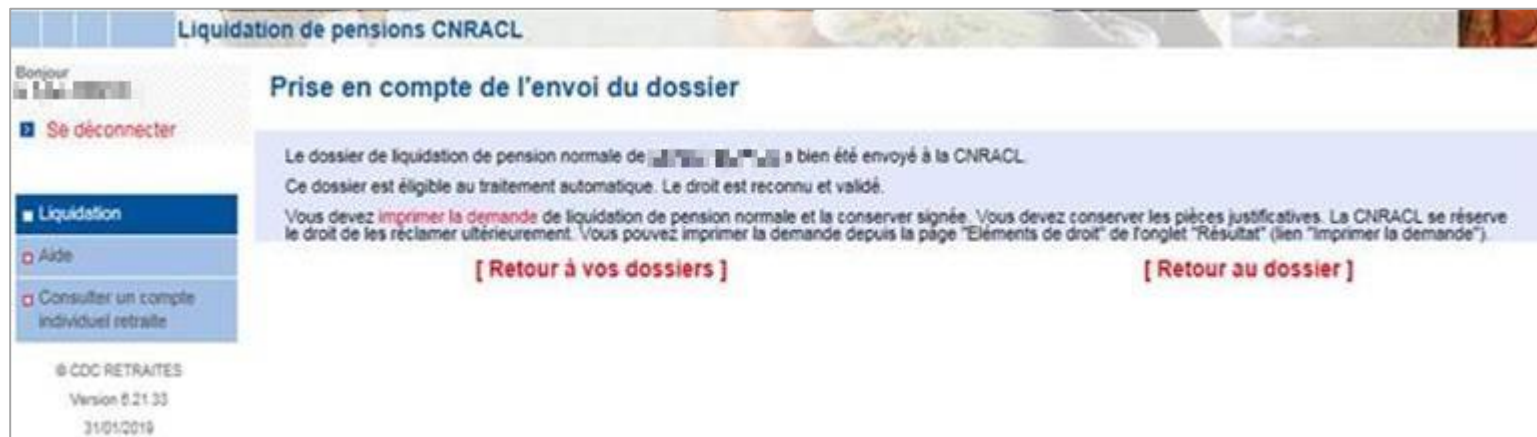 Liquidation de pensions CNRACL
Bonjour
Se déconnecter
Liquidation
Aide
Consulter un compte
individuel retraite
© CDC RETRAITES
Version 6.21.33
31/01/2019
Prise en compte de l'envoi du dossier
Le dossier de liquidation de pension normale de a bien été envoyé à la CNRACL.
Ce dossier est éligible au traitement automatique. Le droit est reconnu et validé.
Vous devez imprimer la demande de liquidation de pension normale et la conserver signée. Vous devez conserver les pièces justificatives. La CNRACL se réserve
le droit de les réclamer ultérieurement. Vous pouvez imprimer la demande depuis la page "Eléments de droit" de l'onglet "Résultat" (lien "Imprimer la demande").
[ Retour à vos dossiers ]
[ Retour au dossier ]